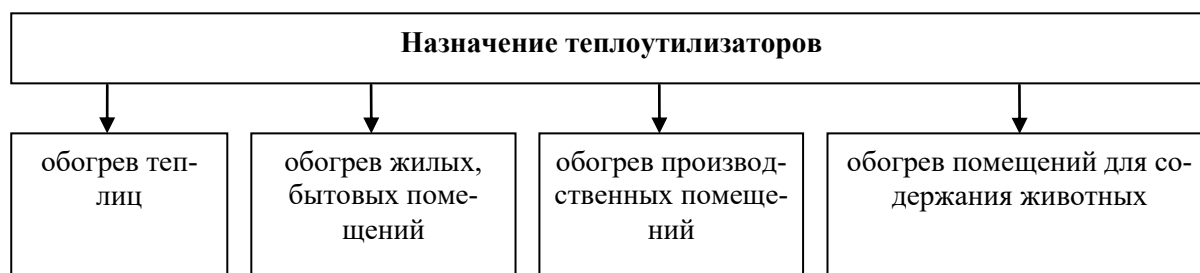 Назначение теплоутилизаторов
обогрев теп-
лиц
обогрев жилых,
бытовых поме-
щений
обогрев производ-
ственных помеще-
ний
обогрев помещений для со-
держания животных